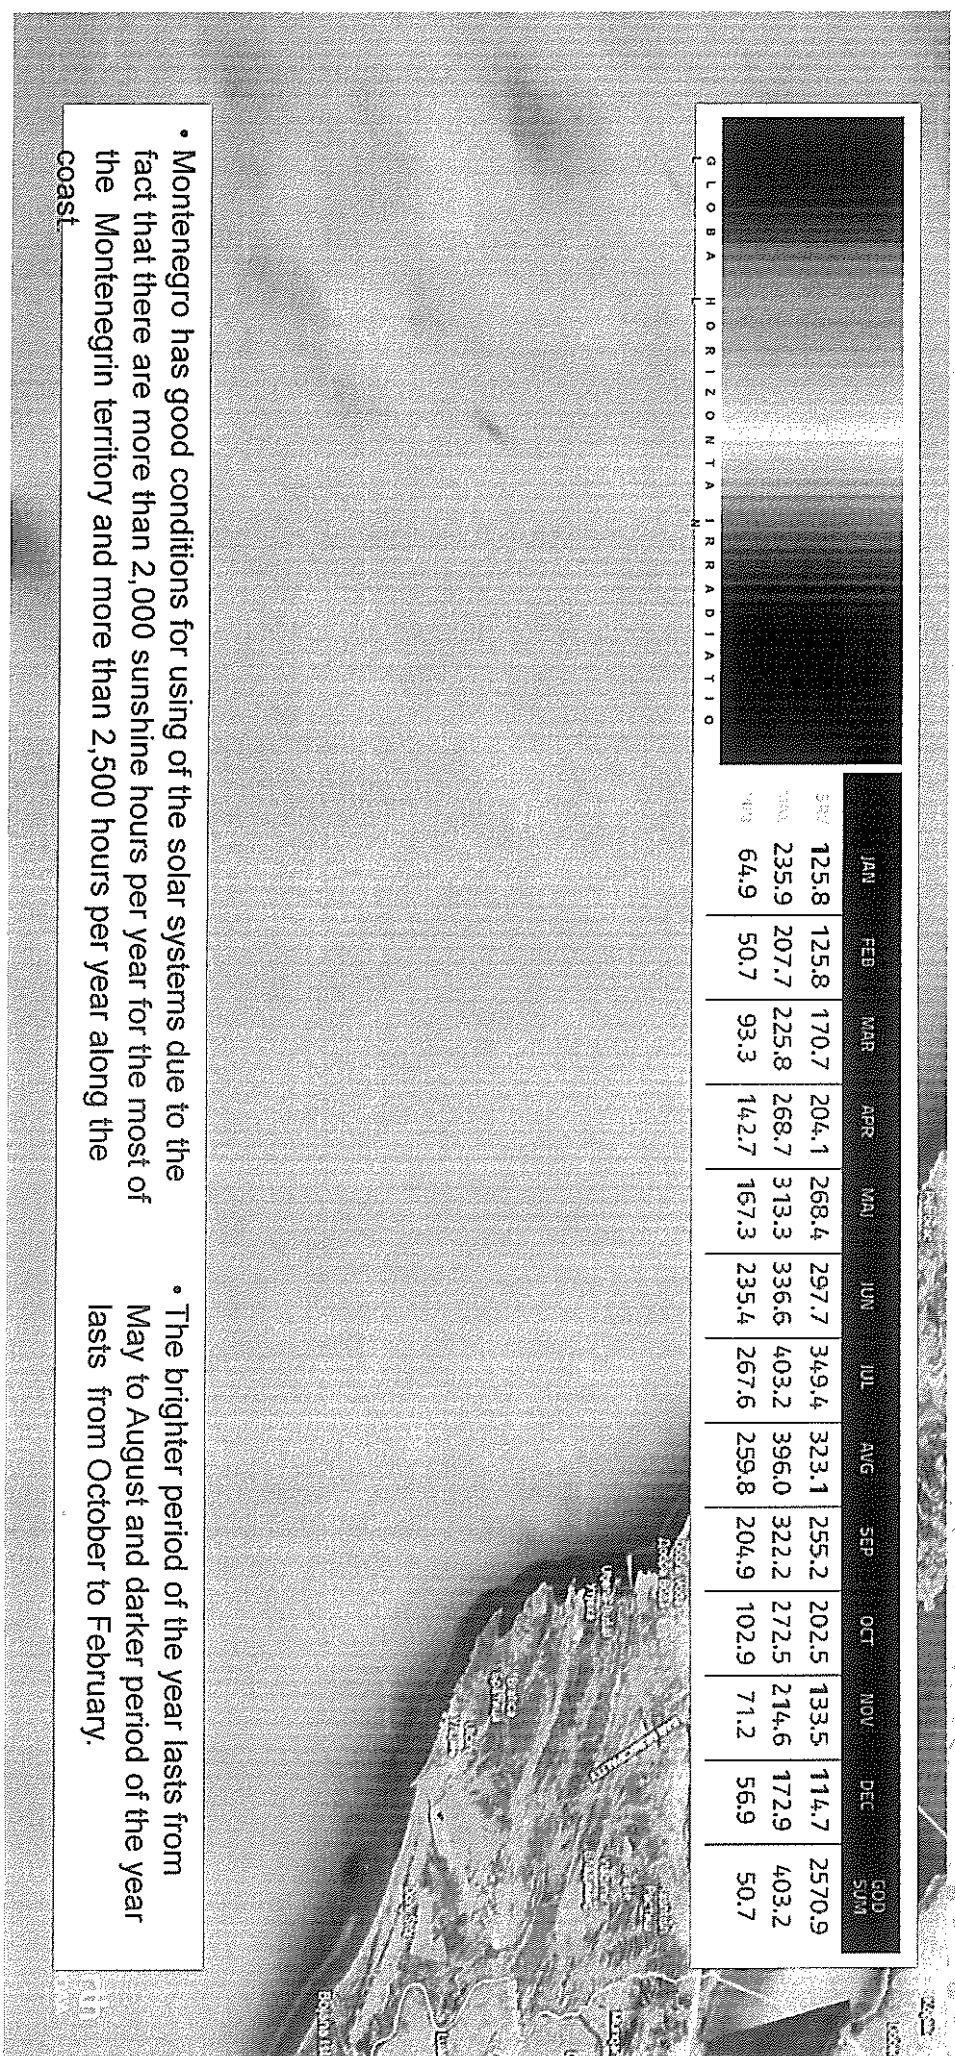 JAN FEB MAR APR MAJ JUN JUL AVG SEP OCT NOV DEC GOD SUM
125.8 125.8 170.7 204.1 268.4 297.7 349.4 323.1 255.2 202.5 133.5 114.7 2570.9
235.9 207.7 225.8 268.7 313.3 336.6 403.2 396.0 322.2 272.5 214.6 172.9 403.2
64.9 50.7 93.3 142.7 167.3 235.4 267.6 259.8 204.9 102.9 71.2 56.9 50.7
GLOBAL HORIZONTAL IRRADIATION
• Montenegro has good conditions for using of the solar systems due to the
fact that there are more than 2,000 sunshine hours per year for the most of
the Montenegrin territory and more than 2,500 hours per year along the
coast.
• The brighter period of the year lasts from
May to August and darker period of the year
lasts from October to February.